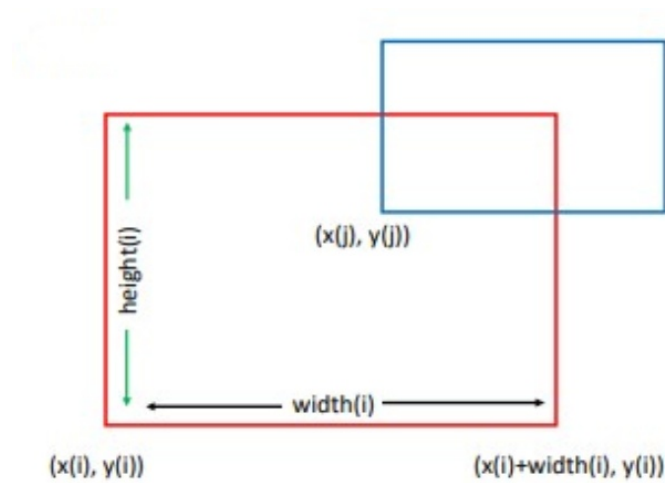 (x(j), y(j))
height(i)
width(i)
(x(i), y(i))
(x(i)+width(i), y(i))